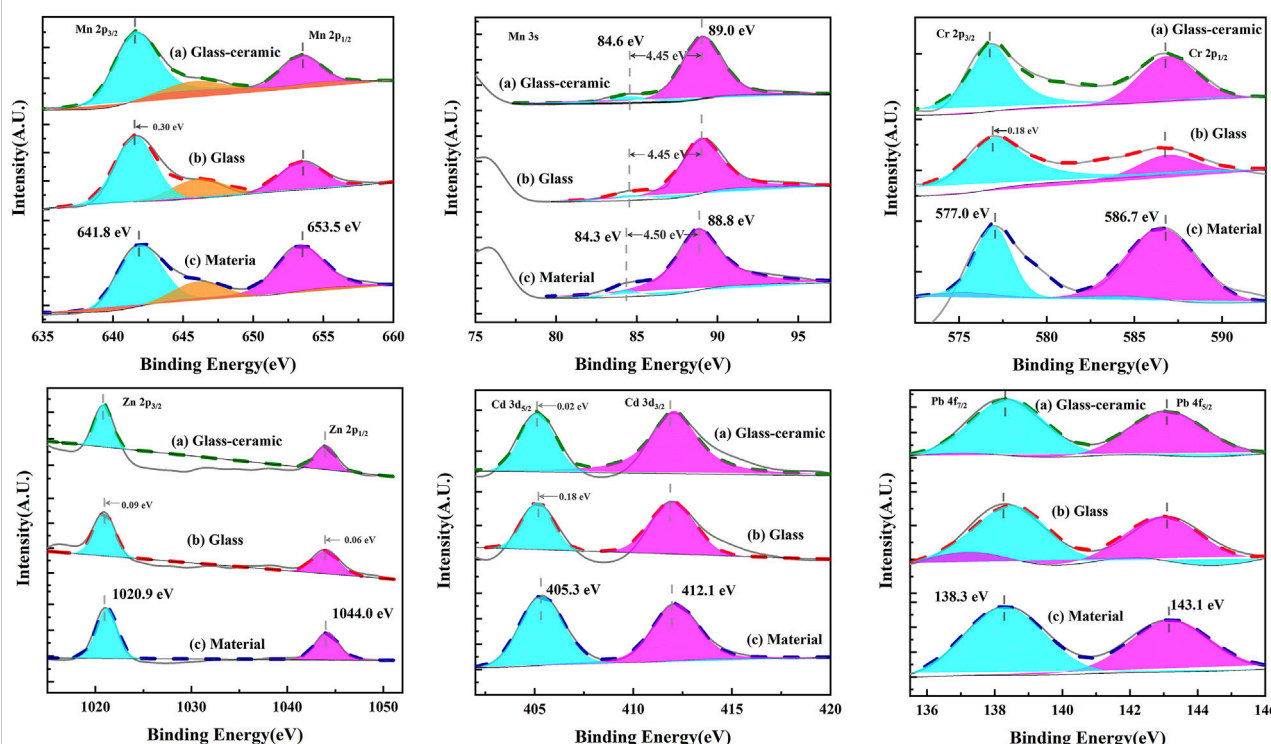 Mn 2p3/2
Mn 2p1/2
(a) Glass-ceramic
0.30 eV
(b) Glass
641.8 eV
653.5 eV
(c) Materia
Intensity(A.U.)
635 640 645 650 655 660
Binding Energy(eV)
Mn 3s
84.6 eV
89.0 eV
4.45
(a) Glass-ceramic
4.45
(b) Glass
88.8 eV
84.3 eV
4.50
(c) Material
Intensity(A.U.)
75 80 85 90 95
Binding Energy(eV)
(a) Glass-ceramic
Cr 2p3/2
Cr 2p1/2
0.18 eV
(b) Glass
577.0 eV
586.7 eV
(c) Material
Intensity(A.U.)
575 580 585 590
Binding Energy(eV)
Zn 2p3/2
Zn 2p1/2
(a) Glass-ceramic
0.09 eV
(b) Glass
0.06 eV
1020.9 eV
1044.0 eV
(c) Material
Intensity(A.U.)
1020 1030 1040 1050
Binding Energy(eV)
Cd 3d5/2
0.02 eV
Cd 3d3/2
(a) Glass-ceramic
0.18 eV
(b) Glass
405.3 eV
412.1 eV
(c) Material
Intensity(A.U.)
405 410 415 420
Binding Energy(eV)
Pb 4f7/2
Pb 4f5/2
(a) Glass-ceramic
(b) Glass
138.3 eV
143.1 eV
(c) Material
Intensity(A.U.)
136 138 140 142 144
Binding Energy(eV)